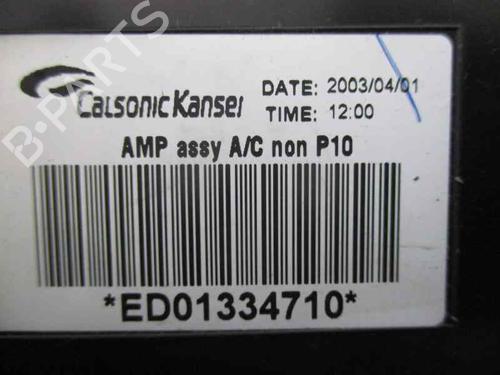 CalsonicKansei
DATE: 2003/04/01
TIME: 12:00
AMP assy A/C non P10
*ED01334710*
B-PARTS